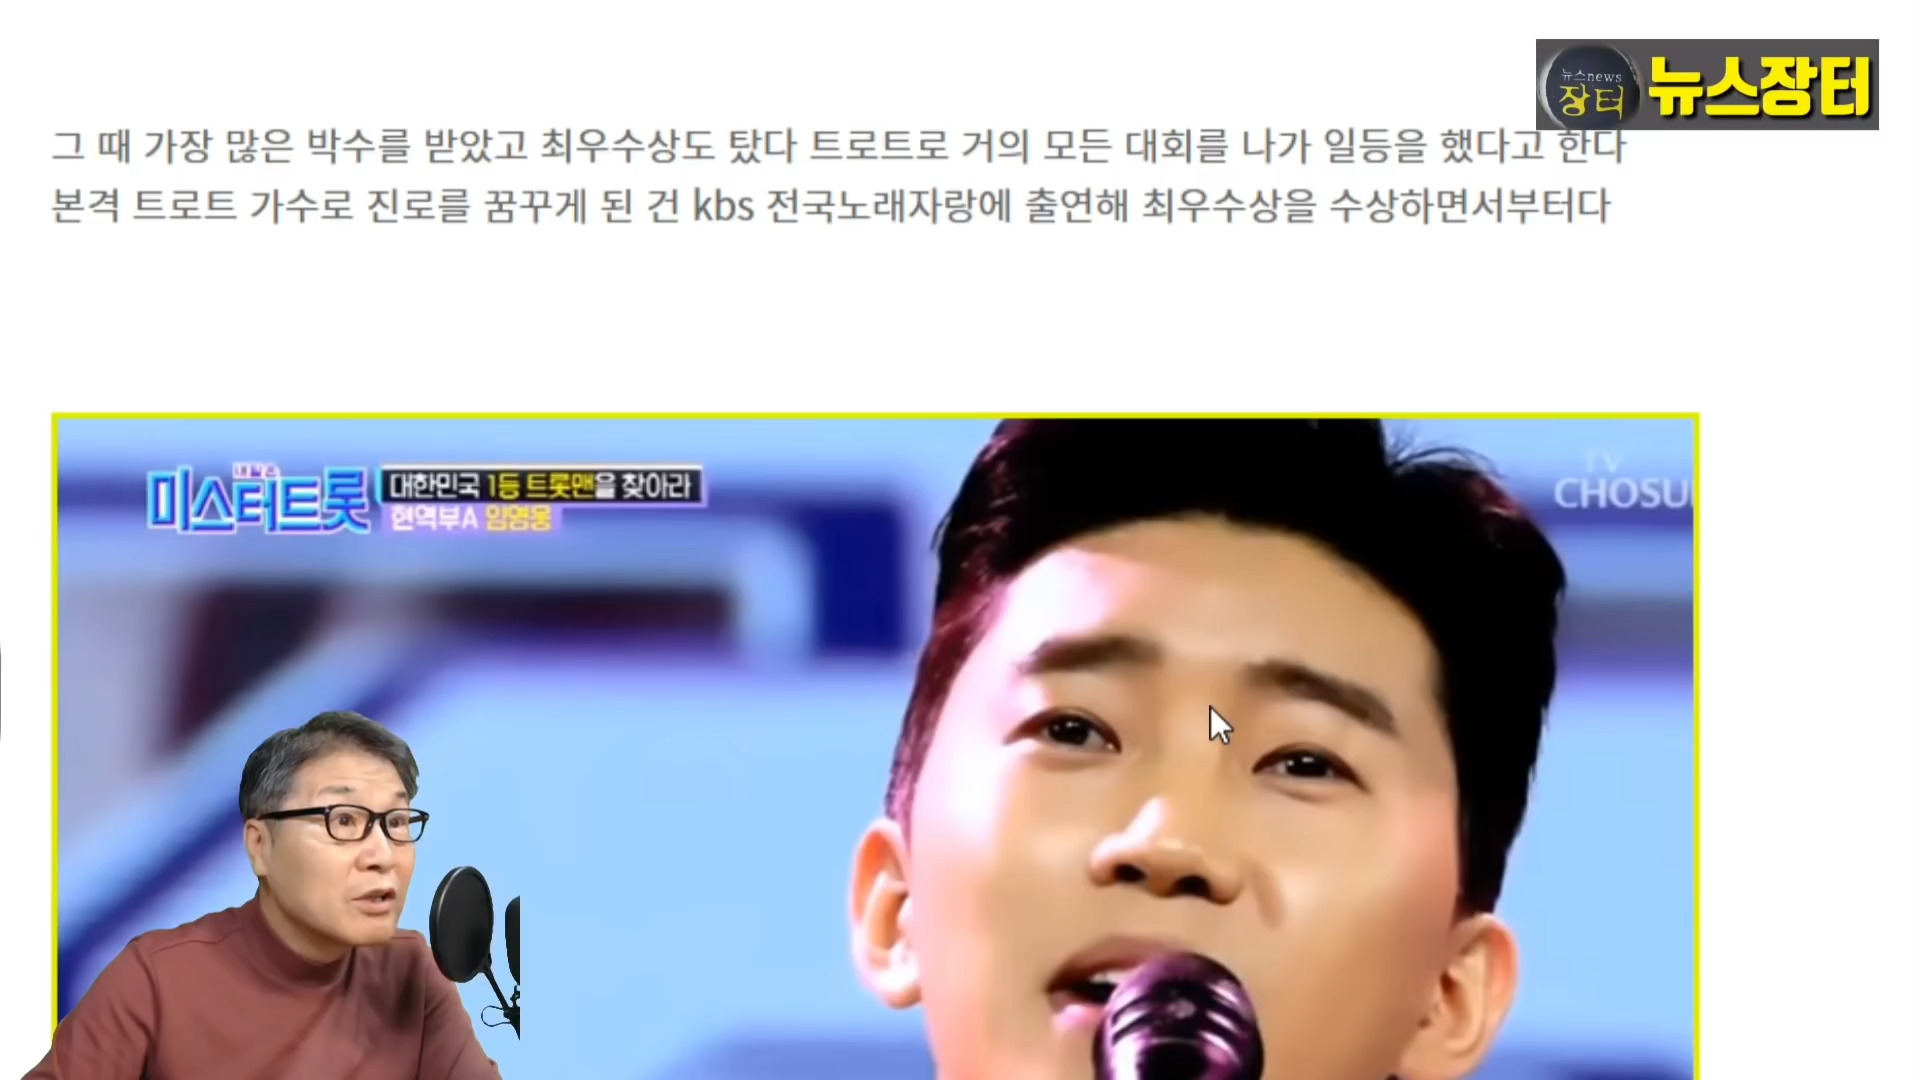 뉴스news
장터
뉴스장터
그 때 가장 많은 박수를 받았고 최우수상도 탔다 트로트로 거의 모든 대회를 나가 일등을 했다고 한다
본격 트로트 가수로 진로를 꿈꾸게 된 건 kbs 전국노래자랑에 출연해 최우수상을 수상하면서부터다
미스터트롯
대한민국 1등 트롯맨을 찾아라
현역부A 임영웅
TV
CHOSU